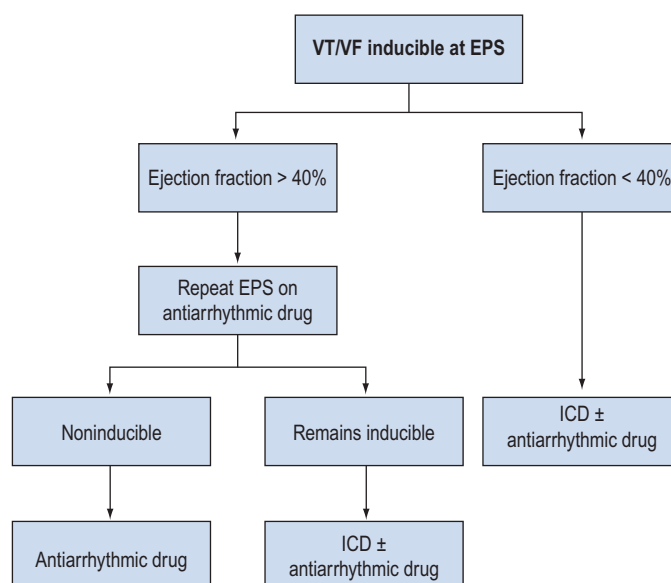 VT/VF inducible at EPS
Ejection fraction > 40%
Ejection fraction < 40%
Repeat EPS on
antiarrhythmic drug
Noninducible
Remains inducible
ICD ±
antiarrhythmic drug
Antiarrhythmic drug
ICD ±
antiarrhythmic drug